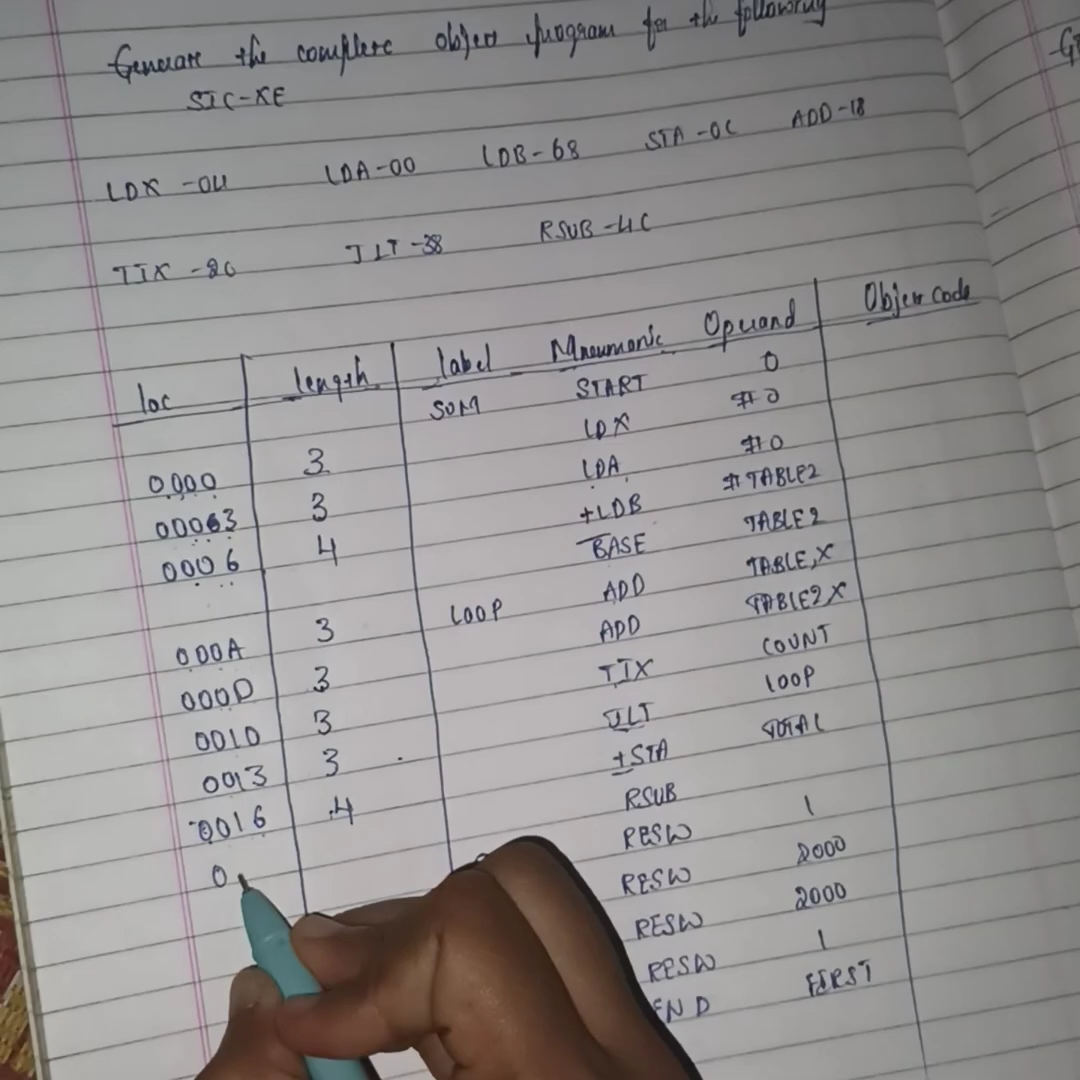 Generate the complete object program for the following
SIC-XE
LDX -04 LDA-00 LDB-68 STA-0C ADD-18
TIX -2C JLT-38 RSUB-4C
loc length label Mneumonic Operand Object code
SUM START 0
0000 3 LDX #0
3 LDA #0
0006 4 +LDB #TABLE2
BASE TABLE2
000A 3 LOOP ADD TABLE,X
000D 3 ADD TABLE2X
0010 3 TIX COUNT
0013 3 JLT LOOP
0016 4 +STA TOTAL
0 RSUB
RESW 1
RESW 2000
RESW 2000
RESW 1
END FIRST